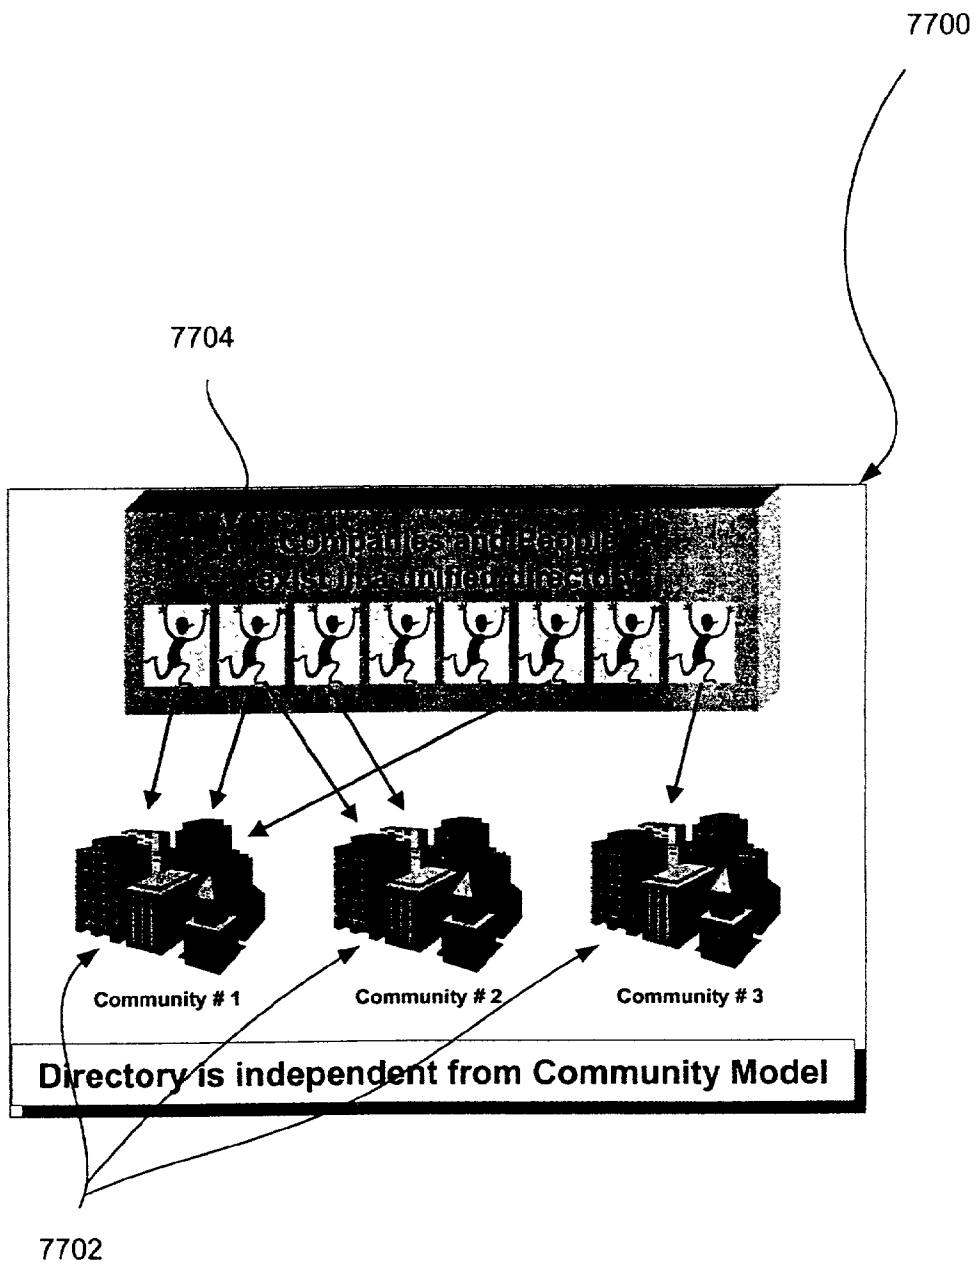 7700
7704
Companies and People
exist in a unified directory
Community # 1
Community # 2
Community # 3
Directory is independent from Community Model
7702